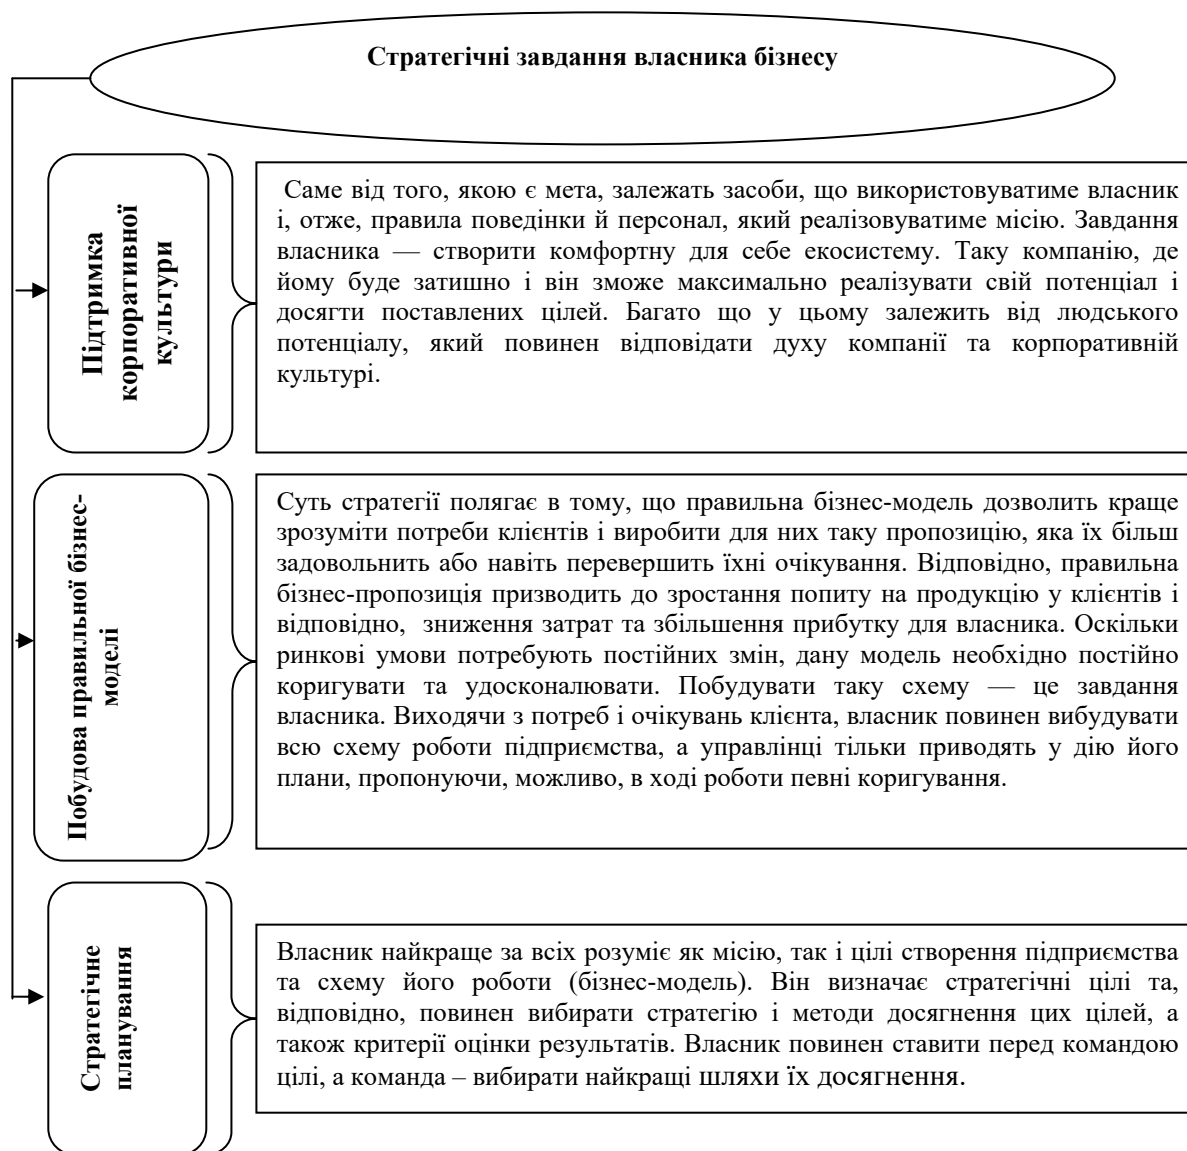 Стратегічні завдання власника бізнесу
Підтримка
корпоративної
культури
Саме від того, якою є мета, залежать засоби, що використовуватиме власник
і, отже, правила поведінки й персонал, який реалізовуватиме місію. Завдання
власника — створити комфортну для себе екосистему. Таку компанію, де
йому буде затишно і він зможе максимально реалізувати свій потенціал і
досягти поставлених цілей. Багато що у цьому залежить від людського
потенціалу, який повинен відповідати духу компанії та корпоративній
культурі.
Побудова правильної бізнес-
моделі
Суть стратегії полягає в тому, що правильна бізнес-модель дозволить краще
зрозуміти потреби клієнтів і виробити для них таку пропозицію, яка їх більш
задовольнить або навіть перевершить їхні очікування. Відповідно, правильна
бізнес-пропозиція призводить до зростання попиту на продукцію у клієнтів і
відповідно, зниження затрат та збільшення прибутку для власника. Оскільки
ринкові умови потребують постійних змін, дану модель необхідно постійно
коригувати та удосконалювати. Побудувати таку схему — це завдання
власника. Виходячи з потреб і очікувань клієнта, власник повинен вибудувати
всю схему роботи підприємства, а управлінці тільки приводять у дію його
плани, пропонуючи, можливо, в ході роботи певні коригування.
Стратегічне
планування
Власник найкраще за всіх розуміє як місію, так і цілі створення підприємства
та схему його роботи (бізнес-модель). Він визначає стратегічні цілі та,
відповідно, повинен вибирати стратегію і методи досягнення цих цілей, а
також критерії оцінки результатів. Власник повинен ставити перед командою
цілі, а команда – вибирати найкращі шляхи їх досягнення.